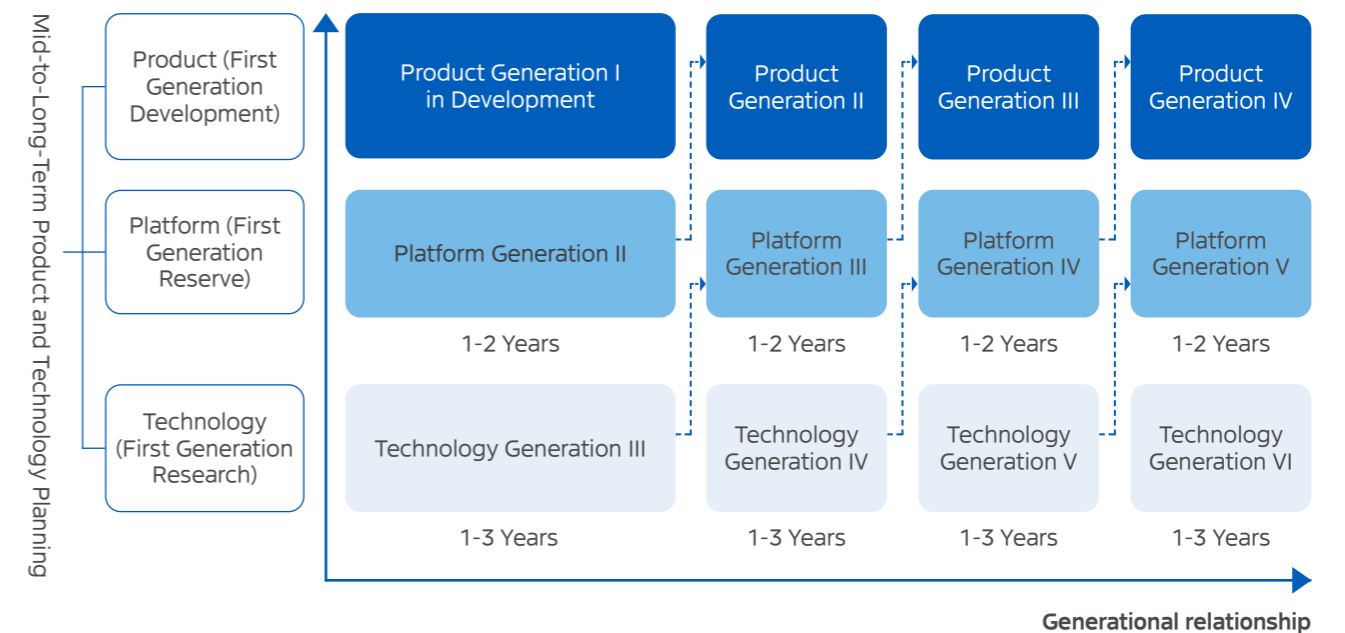 Mid-to-Long-Term Product and Technology Planning
Product (First
Generation
Development)
Product Generation I
in Development
Product
Generation II
Product
Generation III
Product
Generation IV
Platform (First
Generation
Reserve)
Platform Generation II
Platform
Generation III
Platform
Generation IV
Platform
Generation V
1-2 Years
1-2 Years
1-2 Years
1-2 Years
Technology
(First Generation
Research)
Technology Generation III
Technology
Generation IV
Technology
Generation V
Technology
Generation VI
1-3 Years
1-3 Years
1-3 Years
1-3 Years
Generational relationship